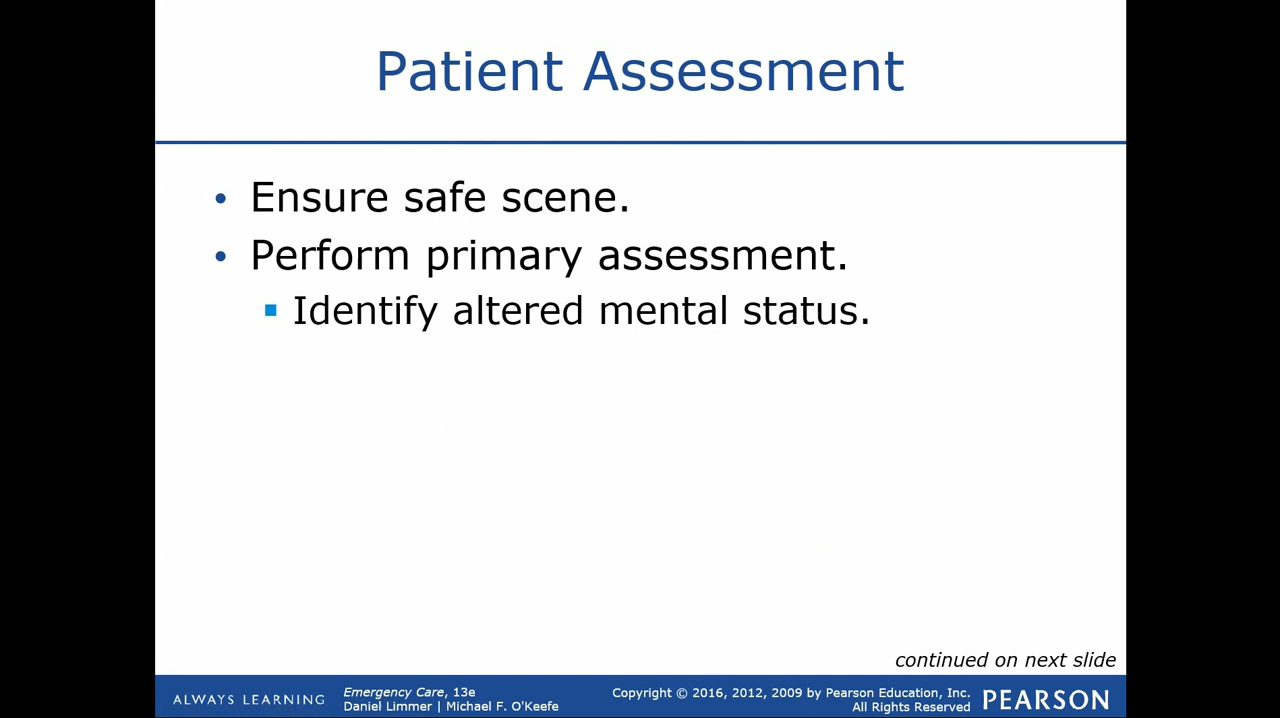 Patient Assessment
• Ensure safe scene.
• Perform primary assessment.
▪ Identify altered mental status.
continued on next slide
ALWAYS LEARNING
Emergency Care, 13e
Daniel Limmer | Michael F. O'Keefe
Copyright © 2016, 2012, 2009 by Pearson Education, Inc.
All Rights Reserved
PEARSON